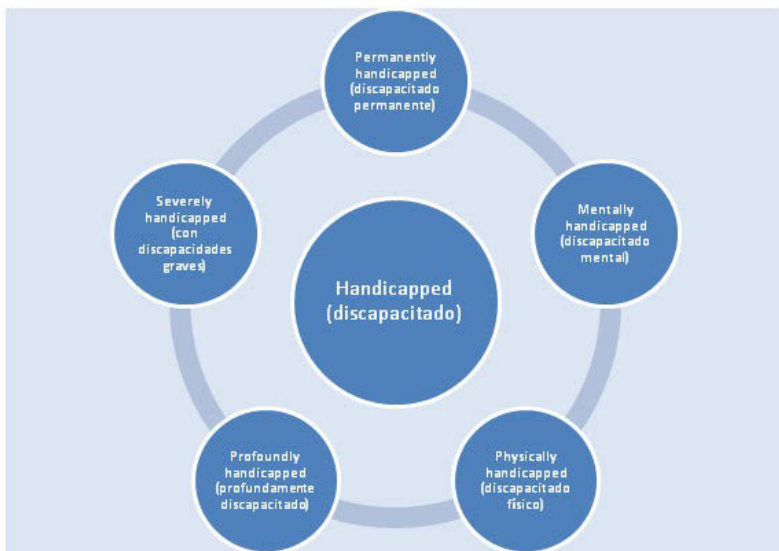 Permanently
handicapped
(discapacitado
permanente)
Severely
handicapped
(con
discapacidades
graves)
Mentally
handicapped
(discapacitado
mental)
Handicapped
(discapacitado)
Profoundly
handicapped
(profundamente
discapacitado)
Physically
handicapped
(discapacitado
físico)